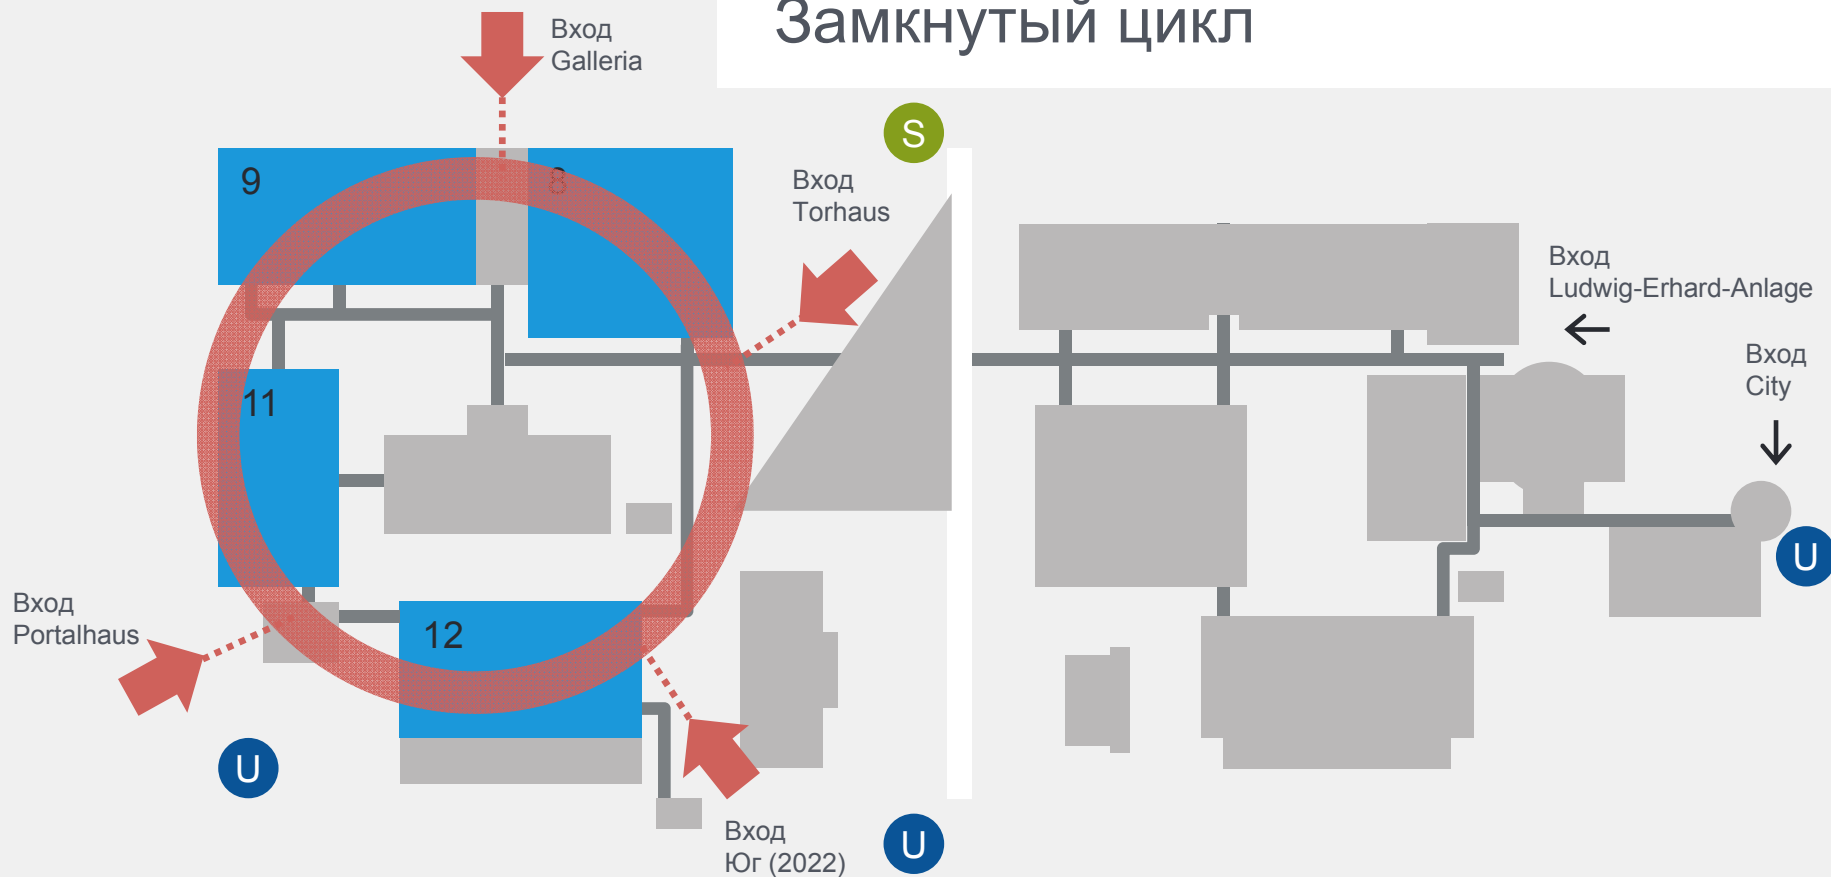 Замкнутый цикл
Вход
Galleria
S
9
8
Вход
Torhaus
Вход
Ludwig-Erhard-Anlage
Вход
City
11
U
Вход
Portalhaus
12
U
Вход
Юг (2022)
U